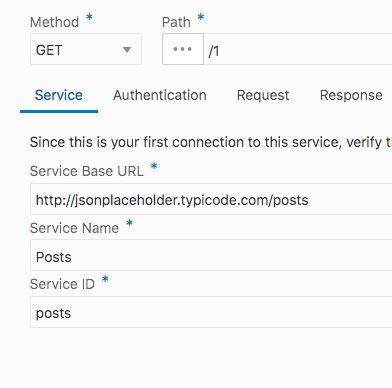 Method * Path *
GET ••• /1
Service Authentication Request Response
Since this is your first connection to this service, verify
Service Base URL *
http://jsonplaceholder.typicode.com/posts
Service Name *
Posts
Service ID *
posts